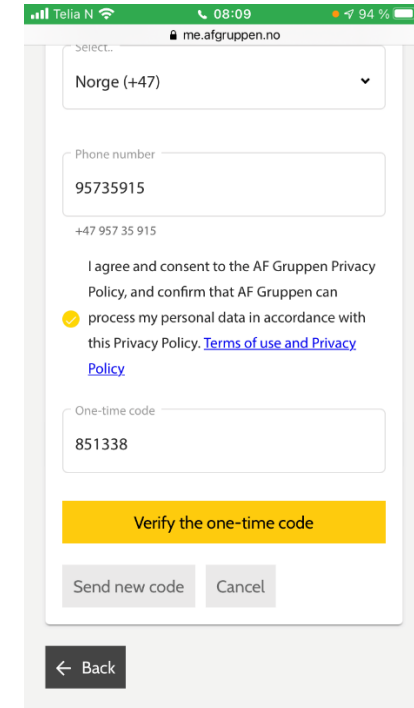 Telia N 08:09 94 %
me.afgruppen.no
Select..
Norge (+47)
Phone number
95735915
+47 957 35 915
I agree and consent to the AF Gruppen Privacy
Policy, and confirm that AF Gruppen can
process my personal data in accordance with
this Privacy Policy. Terms of use and Privacy
Policy
One-time code
851338
Verify the one-time code
Send new code Cancel
← Back